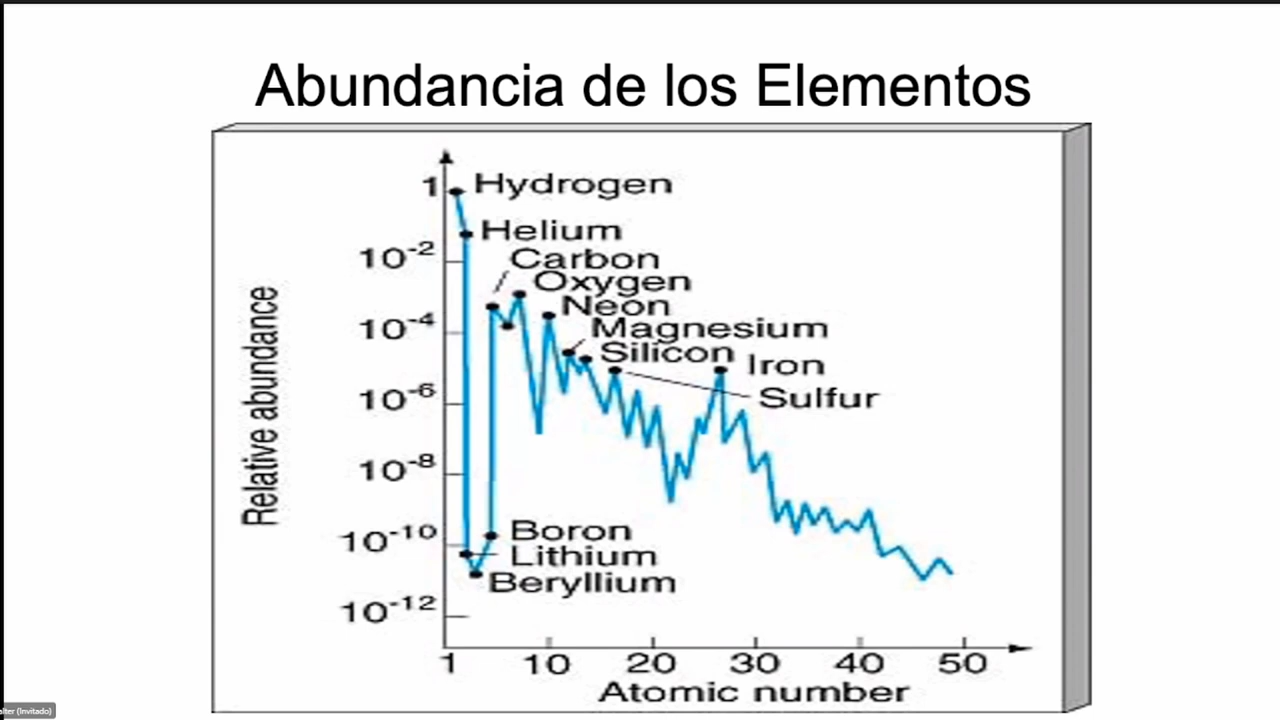 Abundancia de los Elementos
Relative abundance
1
10-2
10-4
10-6
10-8
10-10
10-12
Hydrogen
Helium
Carbon
Oxygen
Neon
Magnesium
Silicon
Iron
Sulfur
Boron
Lithium
Beryllium
1 10 20 30 40 50
Atomic number
(Invitado)